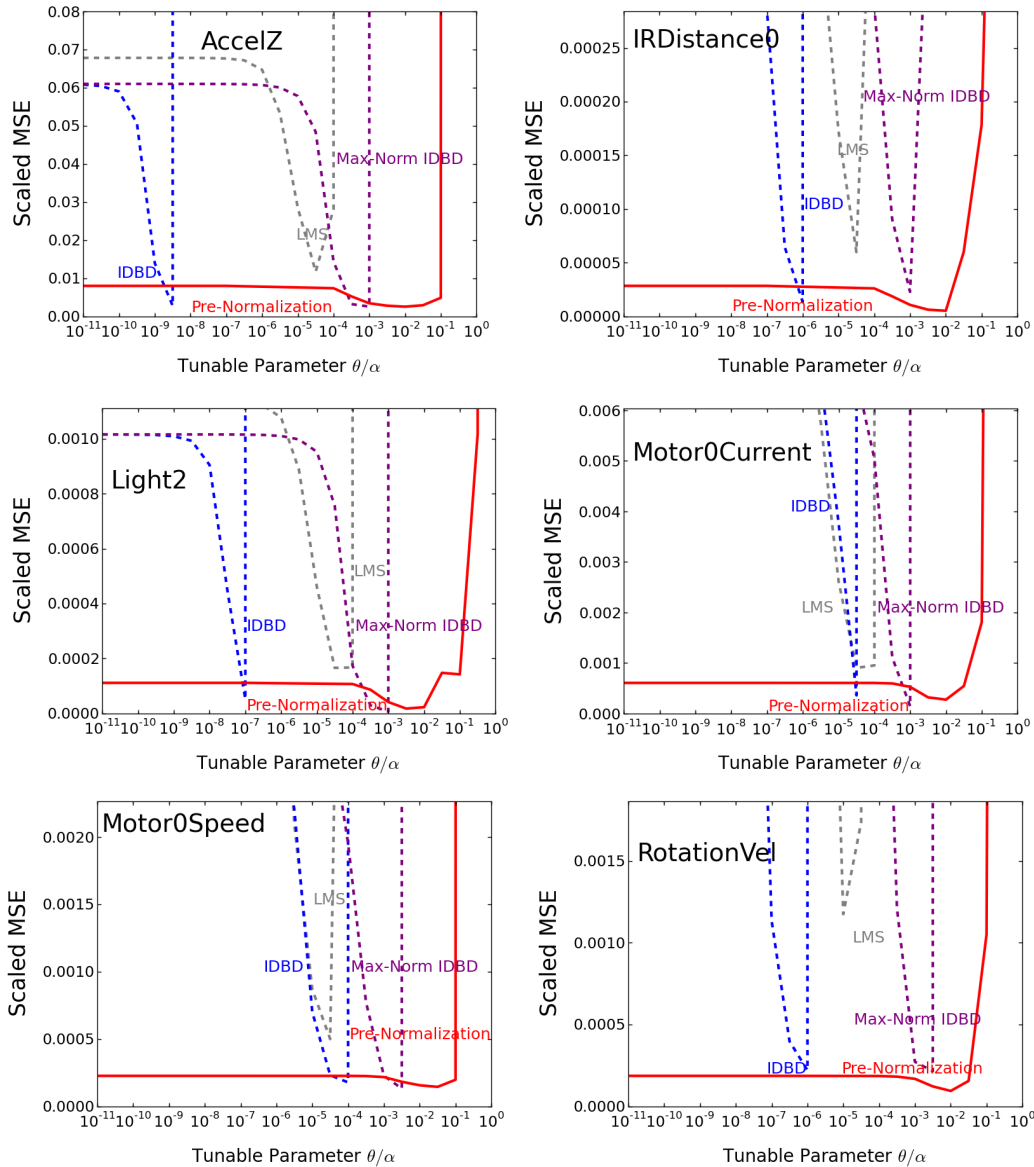 AccelZ
Scaled MSE
0.08
0.07
0.06
0.05
0.04
0.03
0.02
0.01
0.00
Max-Norm IDBD
LMS
IDBD
Pre-Normalization
10⁻¹¹ 10⁻¹⁰ 10⁻⁹ 10⁻⁸ 10⁻⁷ 10⁻⁶ 10⁻⁵ 10⁻⁴ 10⁻³ 10⁻² 10⁻¹ 10⁰
Tunable Parameter θ/α
IRDistance0
Scaled MSE
0.00025
0.00020
0.00015
0.00010
0.00005
0.00000
Max-Norm IDBD
LMS
IDBD
Pre-Normalization
10⁻¹¹ 10⁻¹⁰ 10⁻⁹ 10⁻⁸ 10⁻⁷ 10⁻⁶ 10⁻⁵ 10⁻⁴ 10⁻³ 10⁻² 10⁻¹ 10⁰
Tunable Parameter θ/α
Light2
Scaled MSE
0.0010
0.0008
0.0006
0.0004
0.0002
0.0000
LMS
IDBD
Max-Norm IDBD
Pre-Normalization
10⁻¹¹ 10⁻¹⁰ 10⁻⁹ 10⁻⁸ 10⁻⁷ 10⁻⁶ 10⁻⁵ 10⁻⁴ 10⁻³ 10⁻² 10⁻¹ 10⁰
Tunable Parameter θ/α
Motor0Current
Scaled MSE
0.006
0.005
0.004
0.003
0.002
0.001
0.000
IDBD
LMS
Max-Norm IDBD
Pre-Normalization
10⁻¹¹ 10⁻¹⁰ 10⁻⁹ 10⁻⁸ 10⁻⁷ 10⁻⁶ 10⁻⁵ 10⁻⁴ 10⁻³ 10⁻² 10⁻¹ 10⁰
Tunable Parameter θ/α
Motor0Speed
Scaled MSE
0.0020
0.0015
0.0010
0.0005
0.0000
LMS
IDBD
Max-Norm IDBD
Pre-Normalization
10⁻¹¹ 10⁻¹⁰ 10⁻⁹ 10⁻⁸ 10⁻⁷ 10⁻⁶ 10⁻⁵ 10⁻⁴ 10⁻³ 10⁻² 10⁻¹ 10⁰
Tunable Parameter θ/α
RotationVel
Scaled MSE
0.0015
0.0010
0.0005
0.0000
LMS
Max-Norm IDBD
IDBD
Pre-Normalization
10⁻¹¹ 10⁻¹⁰ 10⁻⁹ 10⁻⁸ 10⁻⁷ 10⁻⁶ 10⁻⁵ 10⁻⁴ 10⁻³ 10⁻² 10⁻¹ 10⁰
Tunable Parameter θ/α